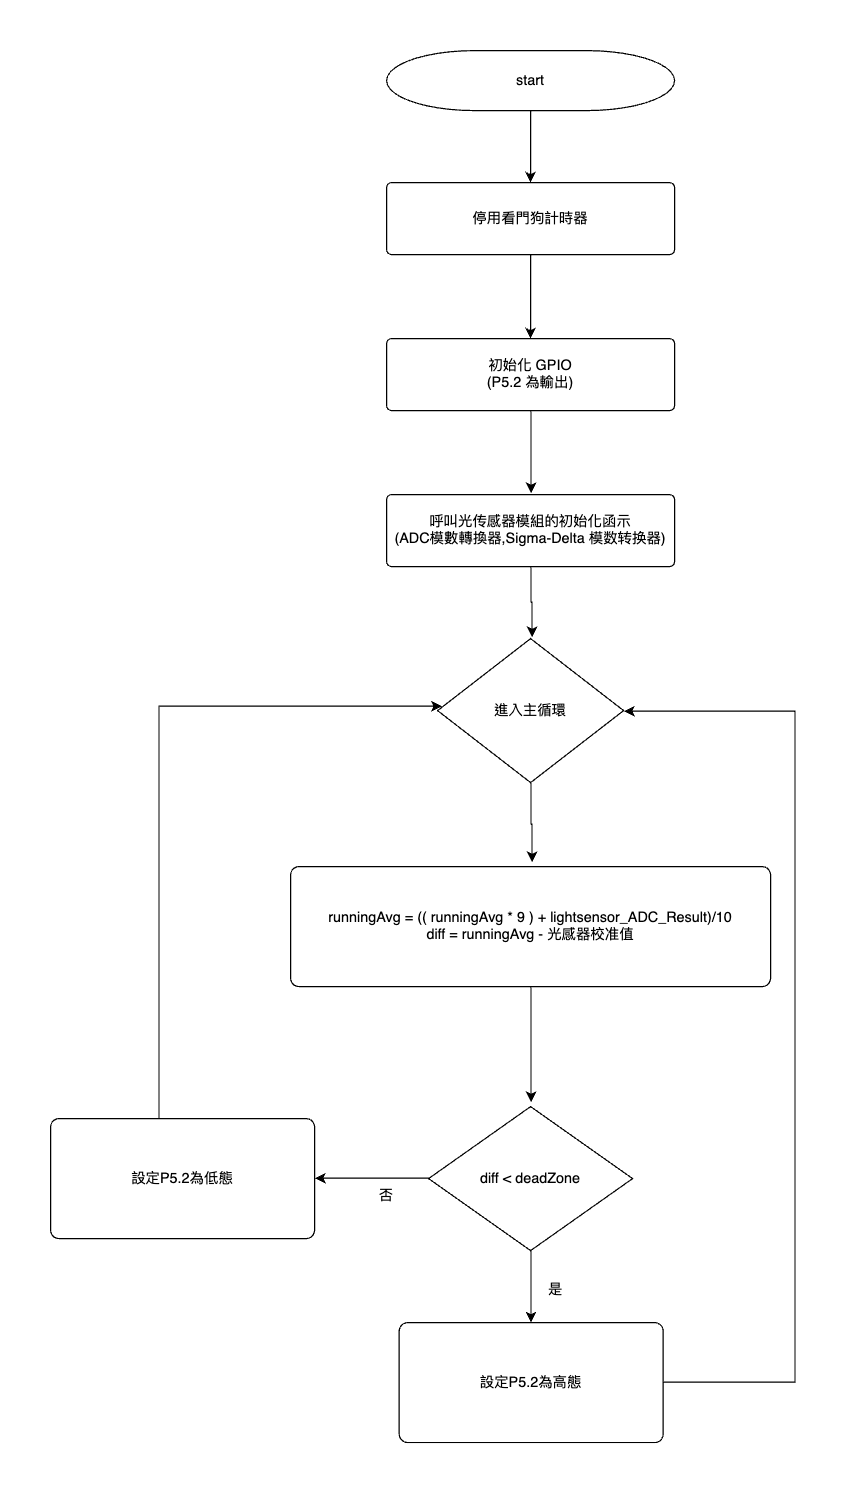 start
停用看門狗計時器
初始化 GPIO
(P5.2 為輸出)
呼叫光传感器模組的初始化函示
(ADC模數轉換器,Sigma-Delta 模数转换器)
進入主循環
runningAvg = (( runningAvg * 9 ) + lightsensor_ADC_Result)/10
diff = runningAvg - 光感器校准值
設定P5.2為低態
否
diff < deadZone
是
設定P5.2為高態